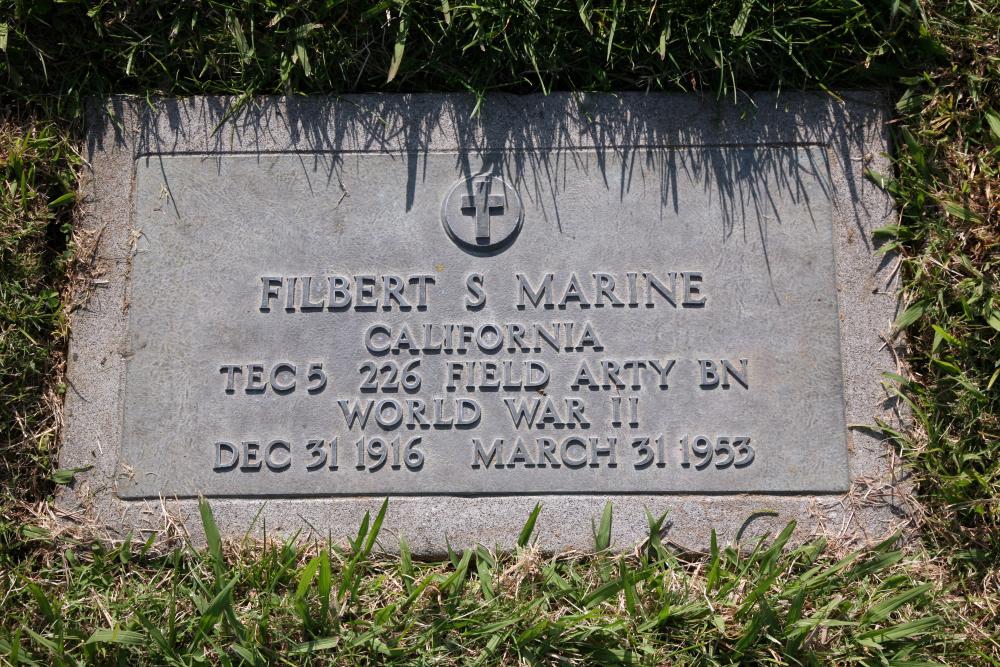 FILBERT S MARINE
CALIFORNIA
TEC 5 226 FIELD ARTY BN
WORLD WAR II
DEC 31 1916 MARCH 31 1953